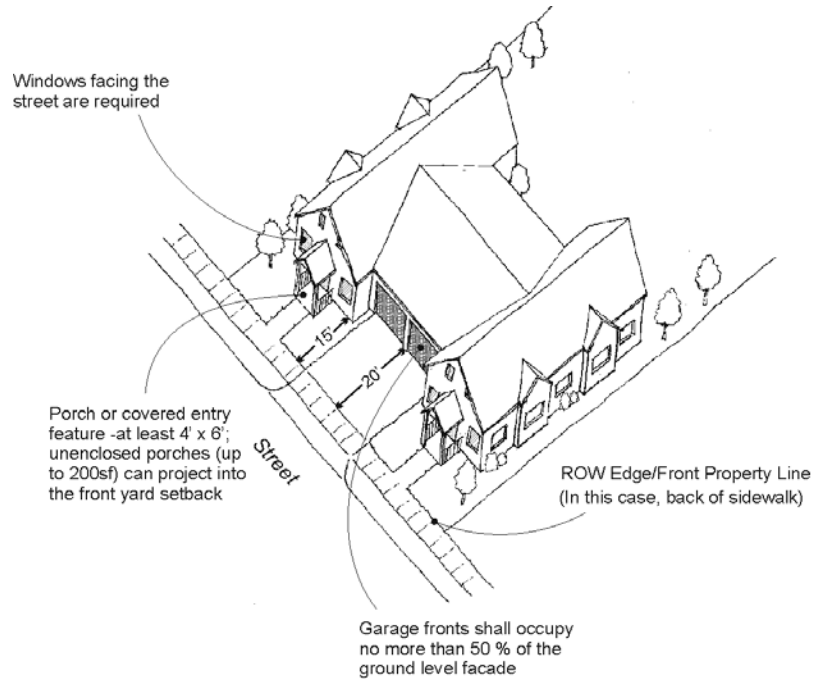 Windows facing the
street are required
15'
20'
Porch or covered entry
feature -at least 4' x 6';
unenclosed porches (up
to 200sf) can project into
the front yard setback
Street
ROW Edge/Front Property Line
(In this case, back of sidewalk)
Garage fronts shall occupy
no more than 50 % of the
ground level facade